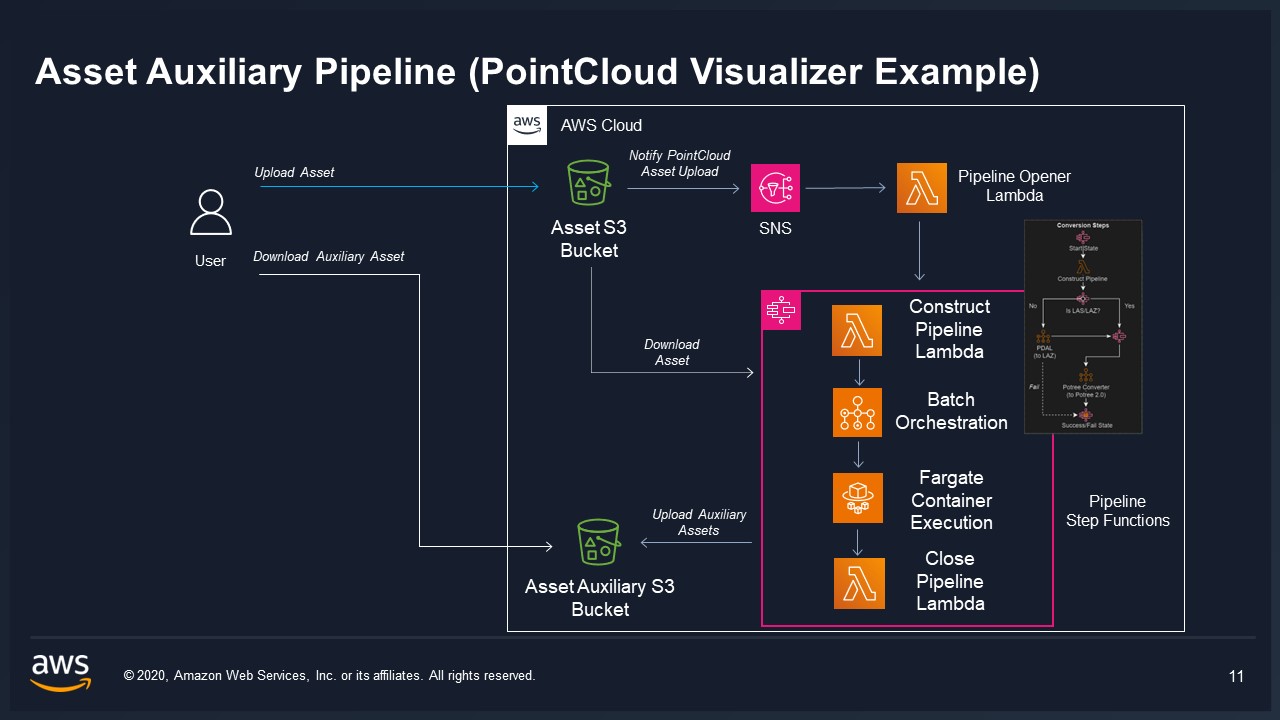 Asset Auxiliary Pipeline (PointCloud Visualizer Example)
aws
AWS Cloud
Upload Asset
Notify PointCloud
Asset Upload
Pipeline Opener
Lambda
User
Asset S3
Bucket
SNS
Download Auxiliary Asset
Conversion Steps
Start State
Construct Pipeline
No
Yes
Is LAS/LAZ?
PDAL
(to LAZ)
Fail
Potree Converter
(to Potree 2.0)
Success/Fail State
Construct
Pipeline
Lambda
Download
Asset
Batch
Orchestration
Fargate
Container
Execution
Pipeline
Step Functions
Upload Auxiliary
Assets
Close
Pipeline
Lambda
Asset Auxiliary S3
Bucket
aws
© 2020, Amazon Web Services, Inc. or its affiliates. All rights reserved.
11